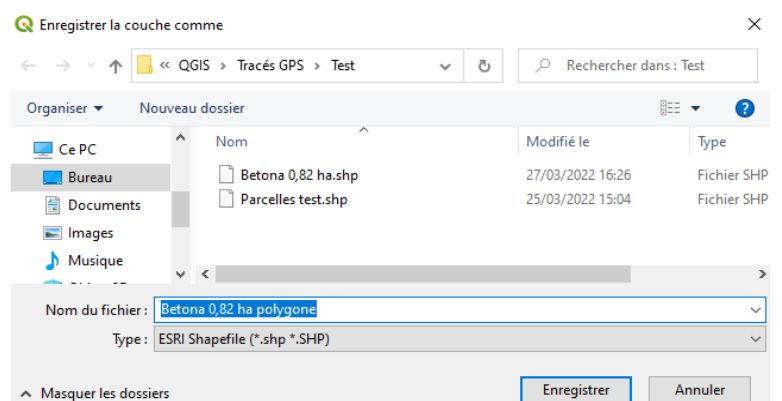 Enregistrer la couche comme
« QGIS › Tracés GPS › Test
Rechercher dans : Test
Organiser
Nouveau dossier
Nom Modifié le Type
Ce PC
Bureau
Documents
Images
Musique
Betona 0,82 ha.shp 27/03/2022 16:26 Fichier SHP
Parcelles test.shp 25/03/2022 15:04 Fichier SHP
Nom du fichier : Betona 0,82 ha polygone
Type : ESRI Shapefile (*.shp *.SHP)
Masquer les dossiers
Enregistrer
Annuler